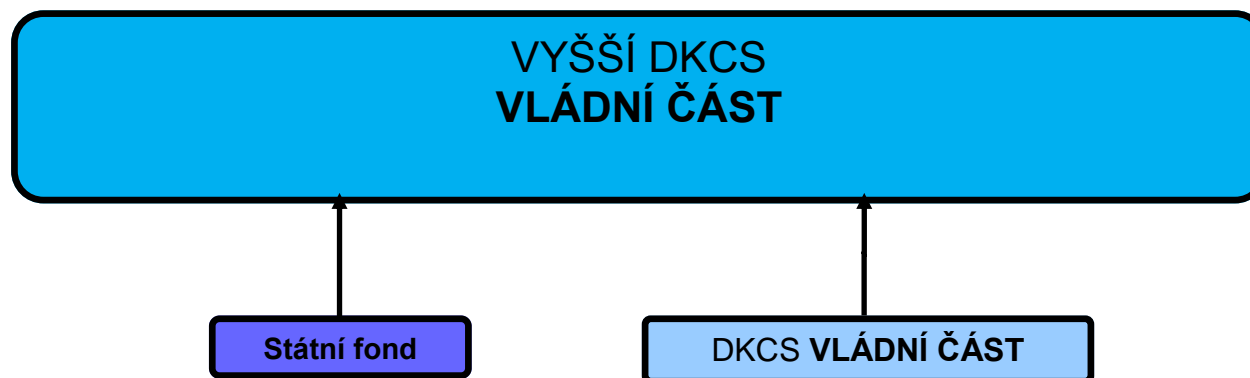 VYŠŠÍ DKCS
VLÁDNÍ ČÁST
Státní fond
DKCS VLÁDNÍ ČÁST